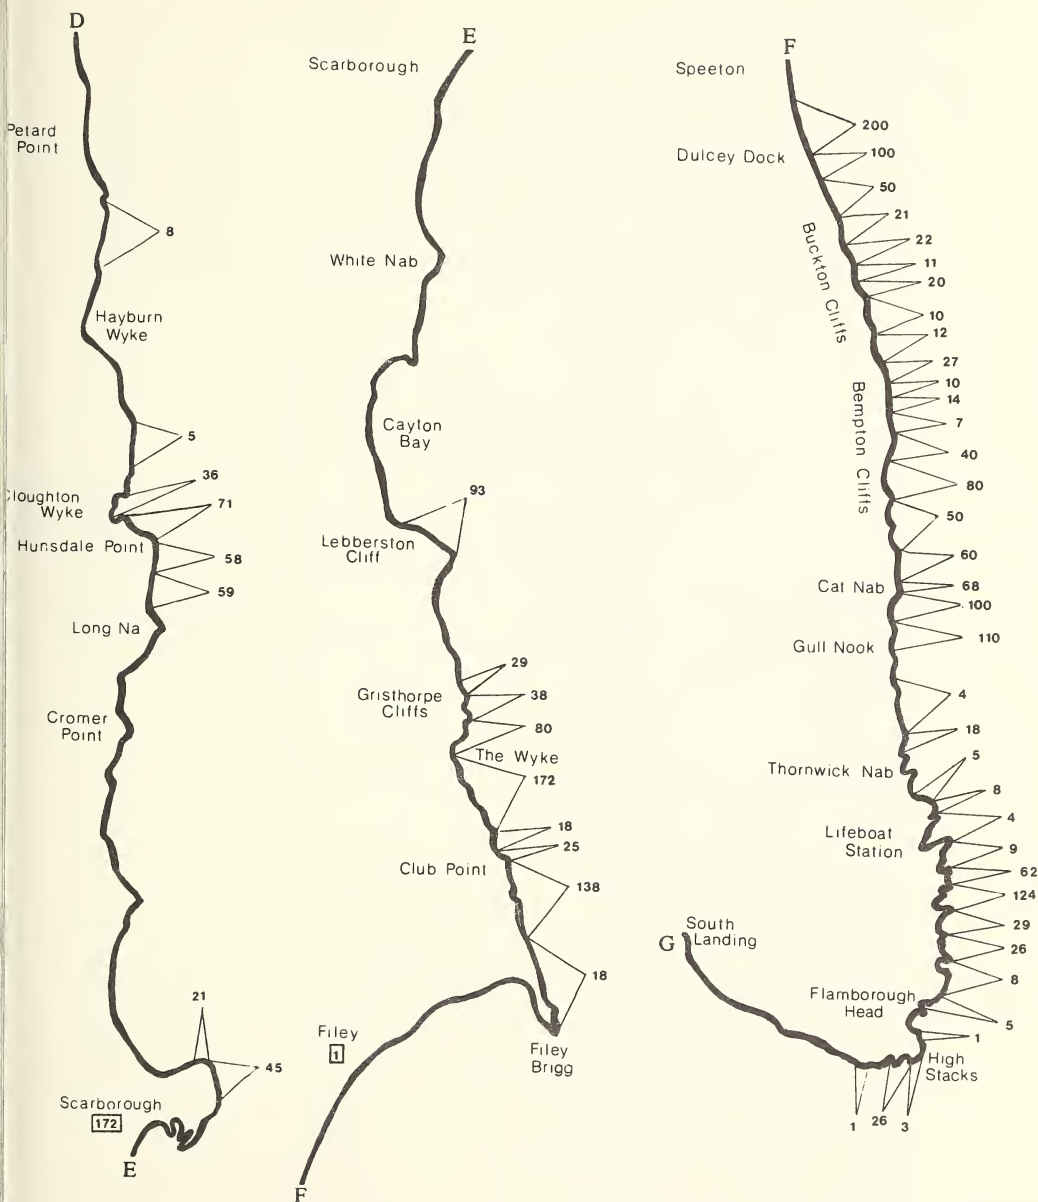 D
Petard
Point
8
Hayburn
Wyke
5
36
Cloughton
Wyke
71
Hunsdale Point
58
59
Long Na
Cromer
Point
21
45
Scarborough
172
E
E
Scarborough
White Nab
Cayton
Bay
93
Lebberston
Cliff
29
Gristhorpe
Cliffs
38
80
The Wyke
172
18
25
Club Point
138
18
Filey
1
Filey
Brigg
F
F
Speeton
200
Dulcey Dock
100
50
21
Buckton Cliffs
22
11
20
10
12
27
Bempton Cliffs
10
14
7
40
80
50
60
Cat Nab
68
100
Gull Nook
110
4
18
Thornwick Nab
5
8
4
Lifeboat
Station
9
62
124
29
26
G
South
Landing
8
Flamborough
Head
5
1
High
Stacks
1
26
3